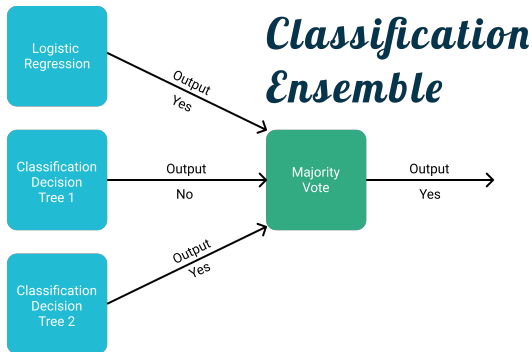 Classification
Ensemble
Logistic
Regression
Output
Yes
Classification
Decision
Tree 1
Output
No
Majority
Vote
Output
Yes
Classification
Decision
Tree 2
Output
Yes